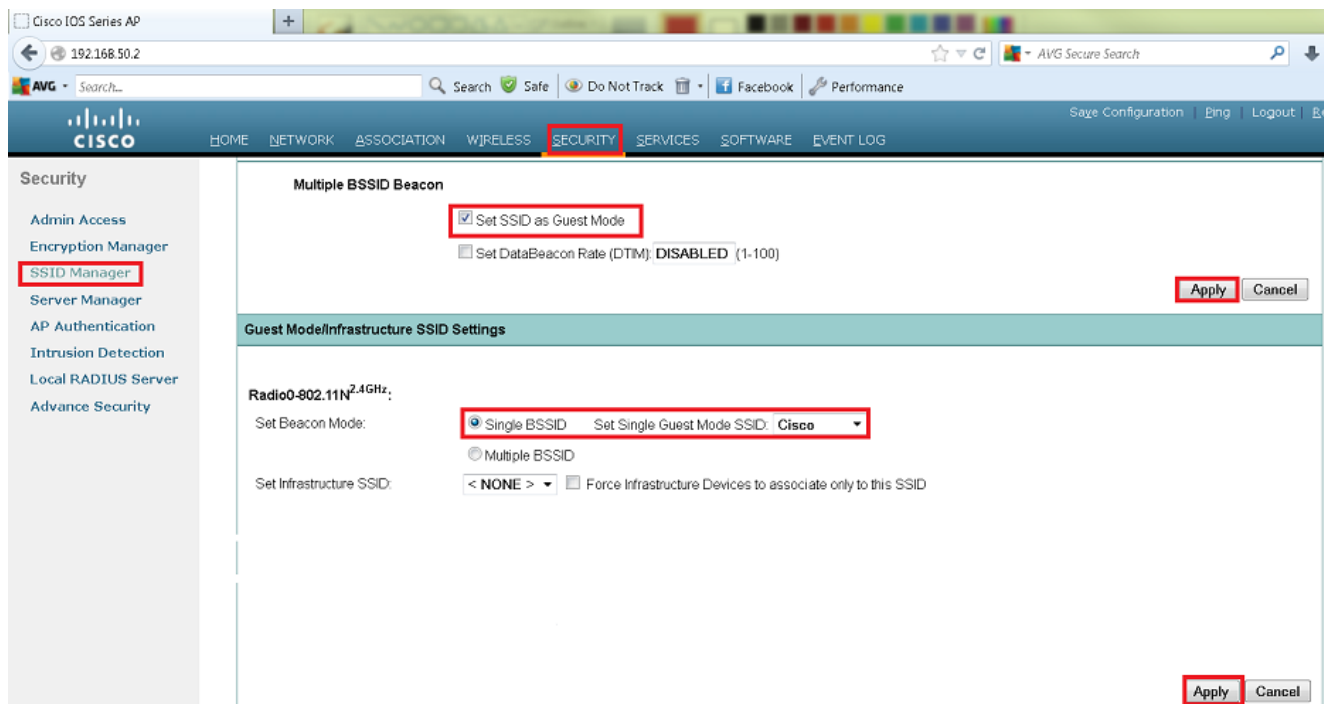 Cisco IOS Series AP +
192.168.50.2 AVG Secure Search
AVG Search... Search Safe Do Not Track Facebook Performance
Save Configuration | Ping | Logout |
CISCO
HOME NETWORK ASSOCIATION WIRELESS SECURITY SERVICES SOFTWARE EVENT LOG
Security
Admin Access
Encryption Manager
SSID Manager
Server Manager
AP Authentication
Intrusion Detection
Local RADIUS Server
Advance Security
Multiple BSSID Beacon
Set SSID as Guest Mode
Set DataBeacon Rate (DTIM): DISABLED (1-100)
Apply Cancel
Guest Mode/Infrastructure SSID Settings
Radio0-802.11N2.4GHz:
Set Beacon Mode: Single BSSID Set Single Guest Mode SSID: Cisco
Multiple BSSID
Set Infrastructure SSID: < NONE > Force Infrastructure Devices to associate only to this SSID
Apply Cancel